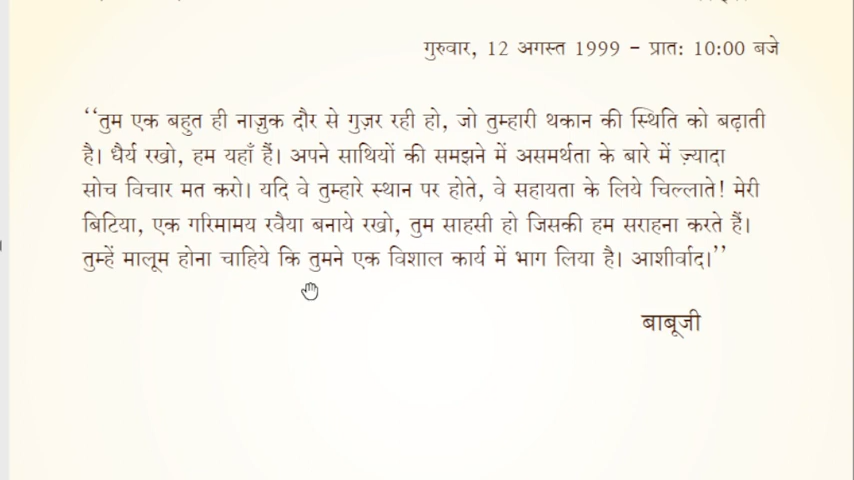 गुरुवार, 12 अगस्त 1999 - प्रात: 10:00 बजे
‘‘तुम एक बहुत ही नाज़ुक दौर से गुज़र रही हो, जो तुम्हारी थकान की स्थिति को बढ़ाती
है। धैर्य रखो, हम यहाँ हैं। अपने साथियों की समझने में असमर्थता के बारे में ज़्यादा
सोच विचार मत करो। यदि वे तुम्हारे स्थान पर होते, वे सहायता के लिये चिल्लाते! मेरी
बिटिया, एक गरिमामय रवैया बनाये रखो, तुम साहसी हो जिसकी हम सराहना करते हैं।
तुम्हें मालूम होना चाहिये कि तुमने एक विशाल कार्य में भाग लिया है। आशीर्वाद।’’
बाबूजी